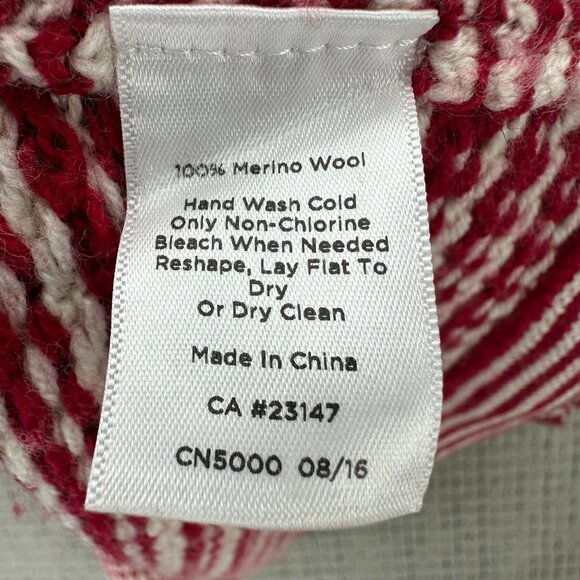 100% Merino Wool
Hand Wash Cold
Only Non-Chlorine
Bleach When Needed
Reshape, Lay Flat To
Dry
Or Dry Clean
Made In China
CA #23147
CN5000 08/16